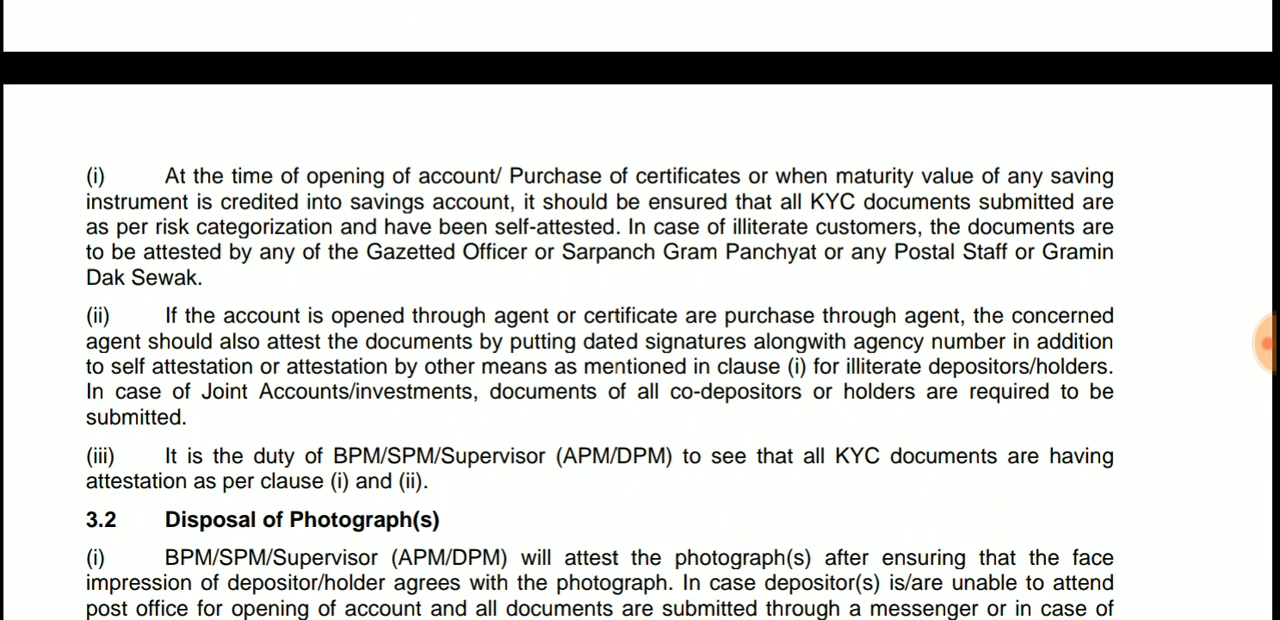 (i) At the time of opening of account/ Purchase of certificates or when maturity value of any saving
instrument is credited into savings account, it should be ensured that all KYC documents submitted are
as per risk categorization and have been self-attested. In case of illiterate customers, the documents are
to be attested by any of the Gazetted Officer or Sarpanch Gram Panchyat or any Postal Staff or Gramin
Dak Sewak.
(ii) If the account is opened through agent or certificate are purchase through agent, the concerned
agent should also attest the documents by putting dated signatures alongwith agency number in addition
to self attestation or attestation by other means as mentioned in clause (i) for illiterate depositors/holders.
In case of Joint Accounts/investments, documents of all co-depositors or holders are required to be
submitted.
(iii) It is the duty of BPM/SPM/Supervisor (APM/DPM) to see that all KYC documents are having
attestation as per clause (i) and (ii).
3.2 Disposal of Photograph(s)
(i) BPM/SPM/Supervisor (APM/DPM) will attest the photograph(s) after ensuring that the face
impression of depositor/holder agrees with the photograph. In case depositor(s) is/are unable to attend
post office for opening of account and all documents are submitted through a messenger or in case of